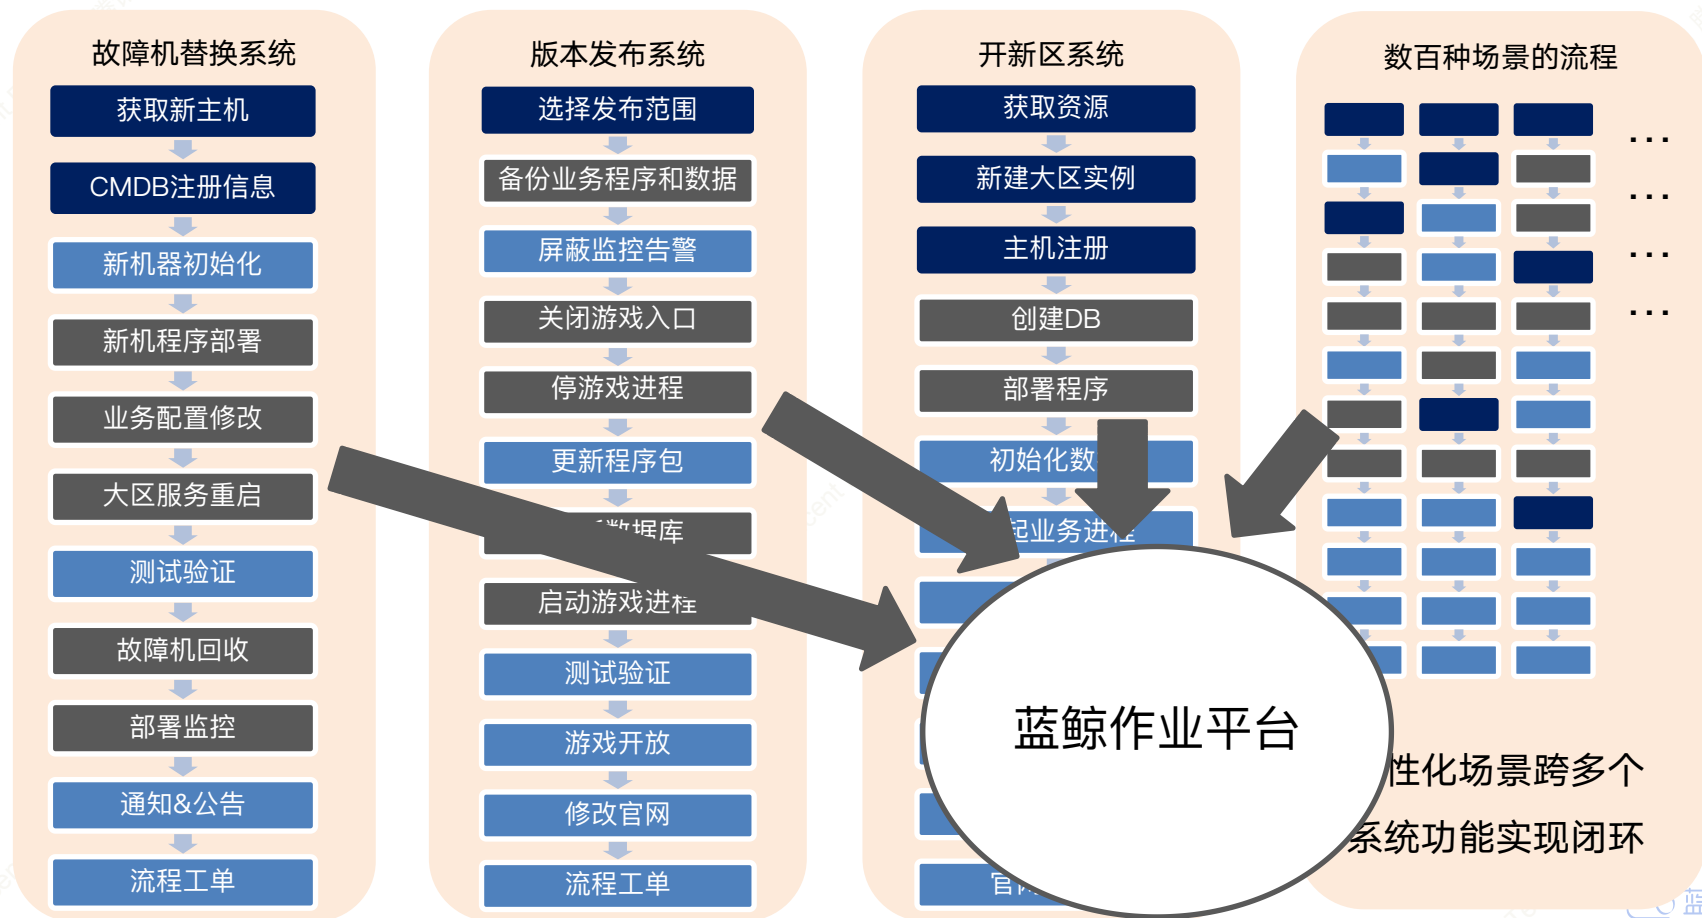 故障机替换系统
获取新主机
CMDB注册信息
新机器初始化
新机程序部署
业务配置修改
大区服务重启
测试验证
故障机回收
部署监控
通知&公告
流程工单
版本发布系统
选择发布范围
备份业务程序和数据
屏蔽监控告警
关闭游戏入口
停游戏进程
更新程序包
数据库
启动游戏进程
测试验证
游戏开放
修改官网
流程工单
开新区系统
获取资源
新建大区实例
主机注册
创建DB
部署程序
初始化数
起业务进程
官
蓝鲸作业平台
数百种场景的流程
...
...
...
...
性化场景跨多个
系统功能实现闭环
蓝